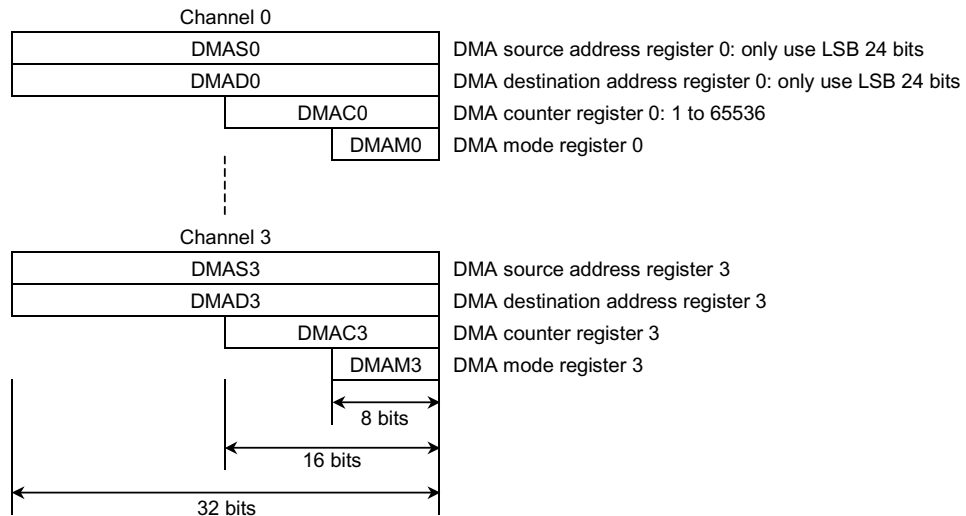 Channel 0
DMAS0 DMA source address register 0: only use LSB 24 bits
DMAD0 DMA destination address register 0: only use LSB 24 bits
DMAC0 DMA counter register 0: 1 to 65536
DMAM0 DMA mode register 0
Channel 3
DMAS3 DMA source address register 3
DMAD3 DMA destination address register 3
DMAC3 DMA counter register 3
DMAM3 DMA mode register 3
8 bits
16 bits
32 bits